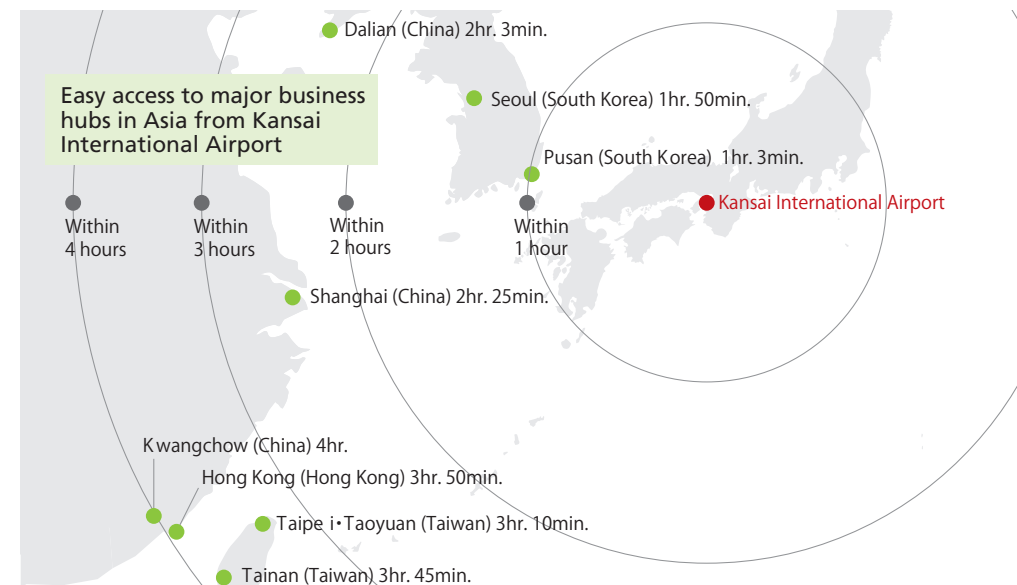 Dalian (China) 2hr. 3min.
Easy access to major business
hubs in Asia from Kansai
International Airport
Seoul (South Korea) 1hr. 50min.
Pusan (South Korea) 1hr. 3min.
Kansai International Airport
Within
4 hours
Within
3 hours
Within
2 hours
Within
1 hour
Shanghai (China) 2hr. 25min.
Kwangchow (China) 4hr.
Hong Kong (Hong Kong) 3hr. 50min.
Taipe i・Taoyuan (Taiwan) 3hr. 10min.
Tainan (Taiwan) 3hr. 45min.